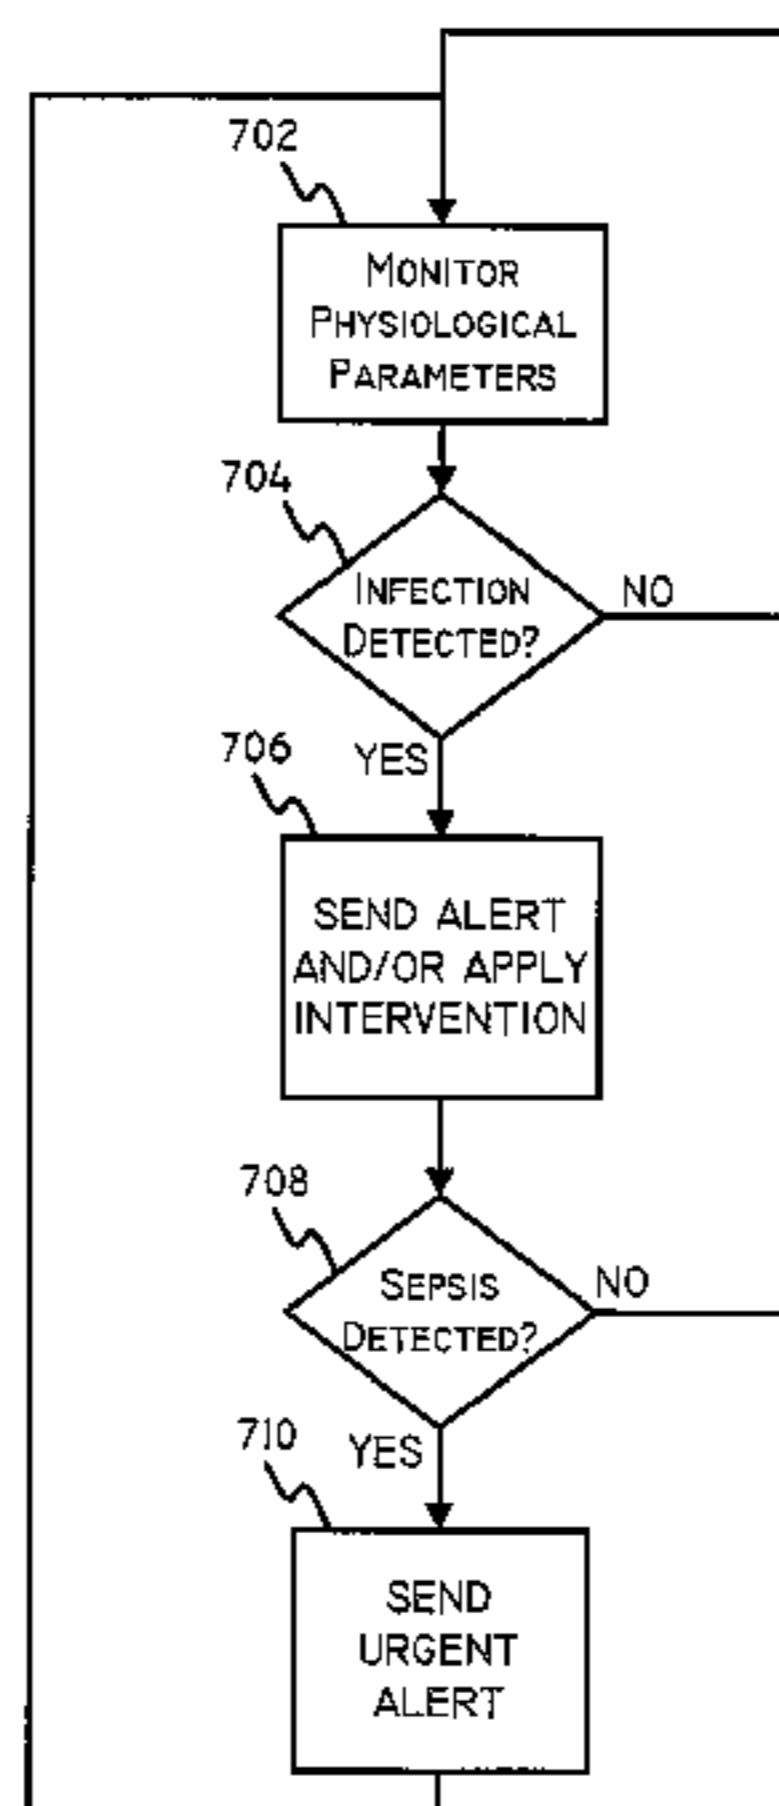 702
MONITOR
PHYSIOLOGICAL
PARAMETERS
704
INFECTION
DETECTED?
NO
YES
706
SEND ALERT
AND/OR APPLY
INTERVENTION
708
SEPSIS
DETECTED?
NO
YES
710
SEND
URGENT
ALERT